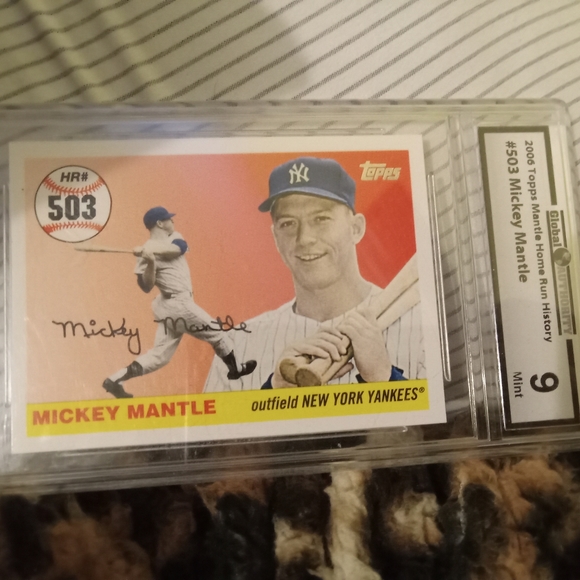 HR#
503
Topps
NY
Mickey Mantle
MICKEY MANTLE
outfield NEW YORK YANKEES®
Global AUTHORITY
2006 Topps Mantle Home Run History
#503 Mickey Mantle
9
Mint